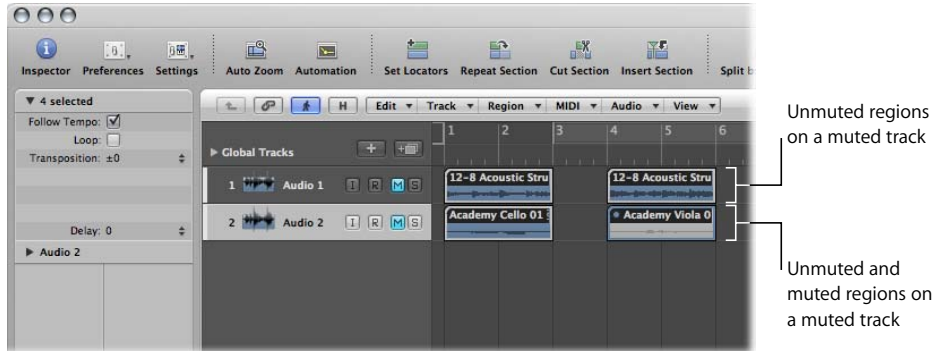 Inspector Preferences Settings Auto Zoom Automation Set Locators Repeat Section Cut Section Insert Section Split b
▼ 4 selected
Follow Tempo:
Loop:
Transposition: ±0
Delay: 0
▶ Audio 2
H Edit Track Region MIDI Audio View
1 2 3 4 5 6
▶ Global Tracks
1 Audio 1 I R M S
12-8 Acoustic Stru 12-8 Acoustic Stru
2 Audio 2 I R M S
Academy Cello 01 Academy Viola 0
Unmuted regions
on a muted track
Unmuted and
muted regions on
a muted track